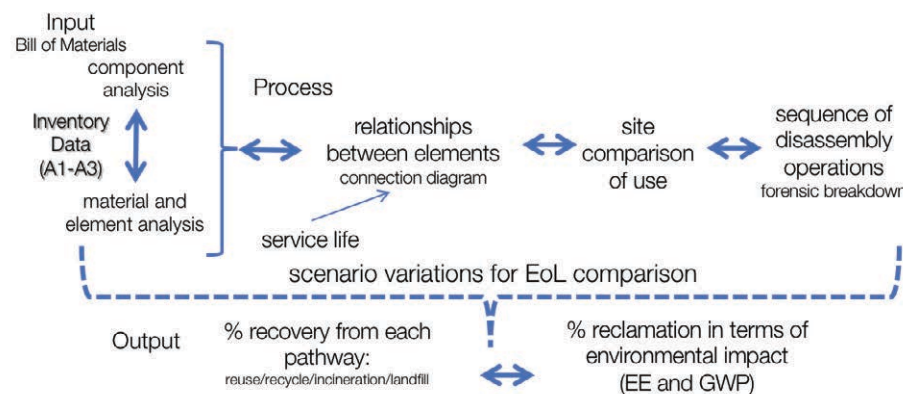 Input
Bill of Materials
component
analysis
Inventory
Data
(A1-A3)
material and
element analysis
Process
relationships
between elements
connection diagram
service life
site
comparison
of use
sequence of
disassembly
operations
forensic breakdown
scenario variations for EoL comparison
Output
% recovery from each
pathway:
reuse/recycle/incineration/landfill
% reclamation in terms of
environmental impact
(EE and GWP)